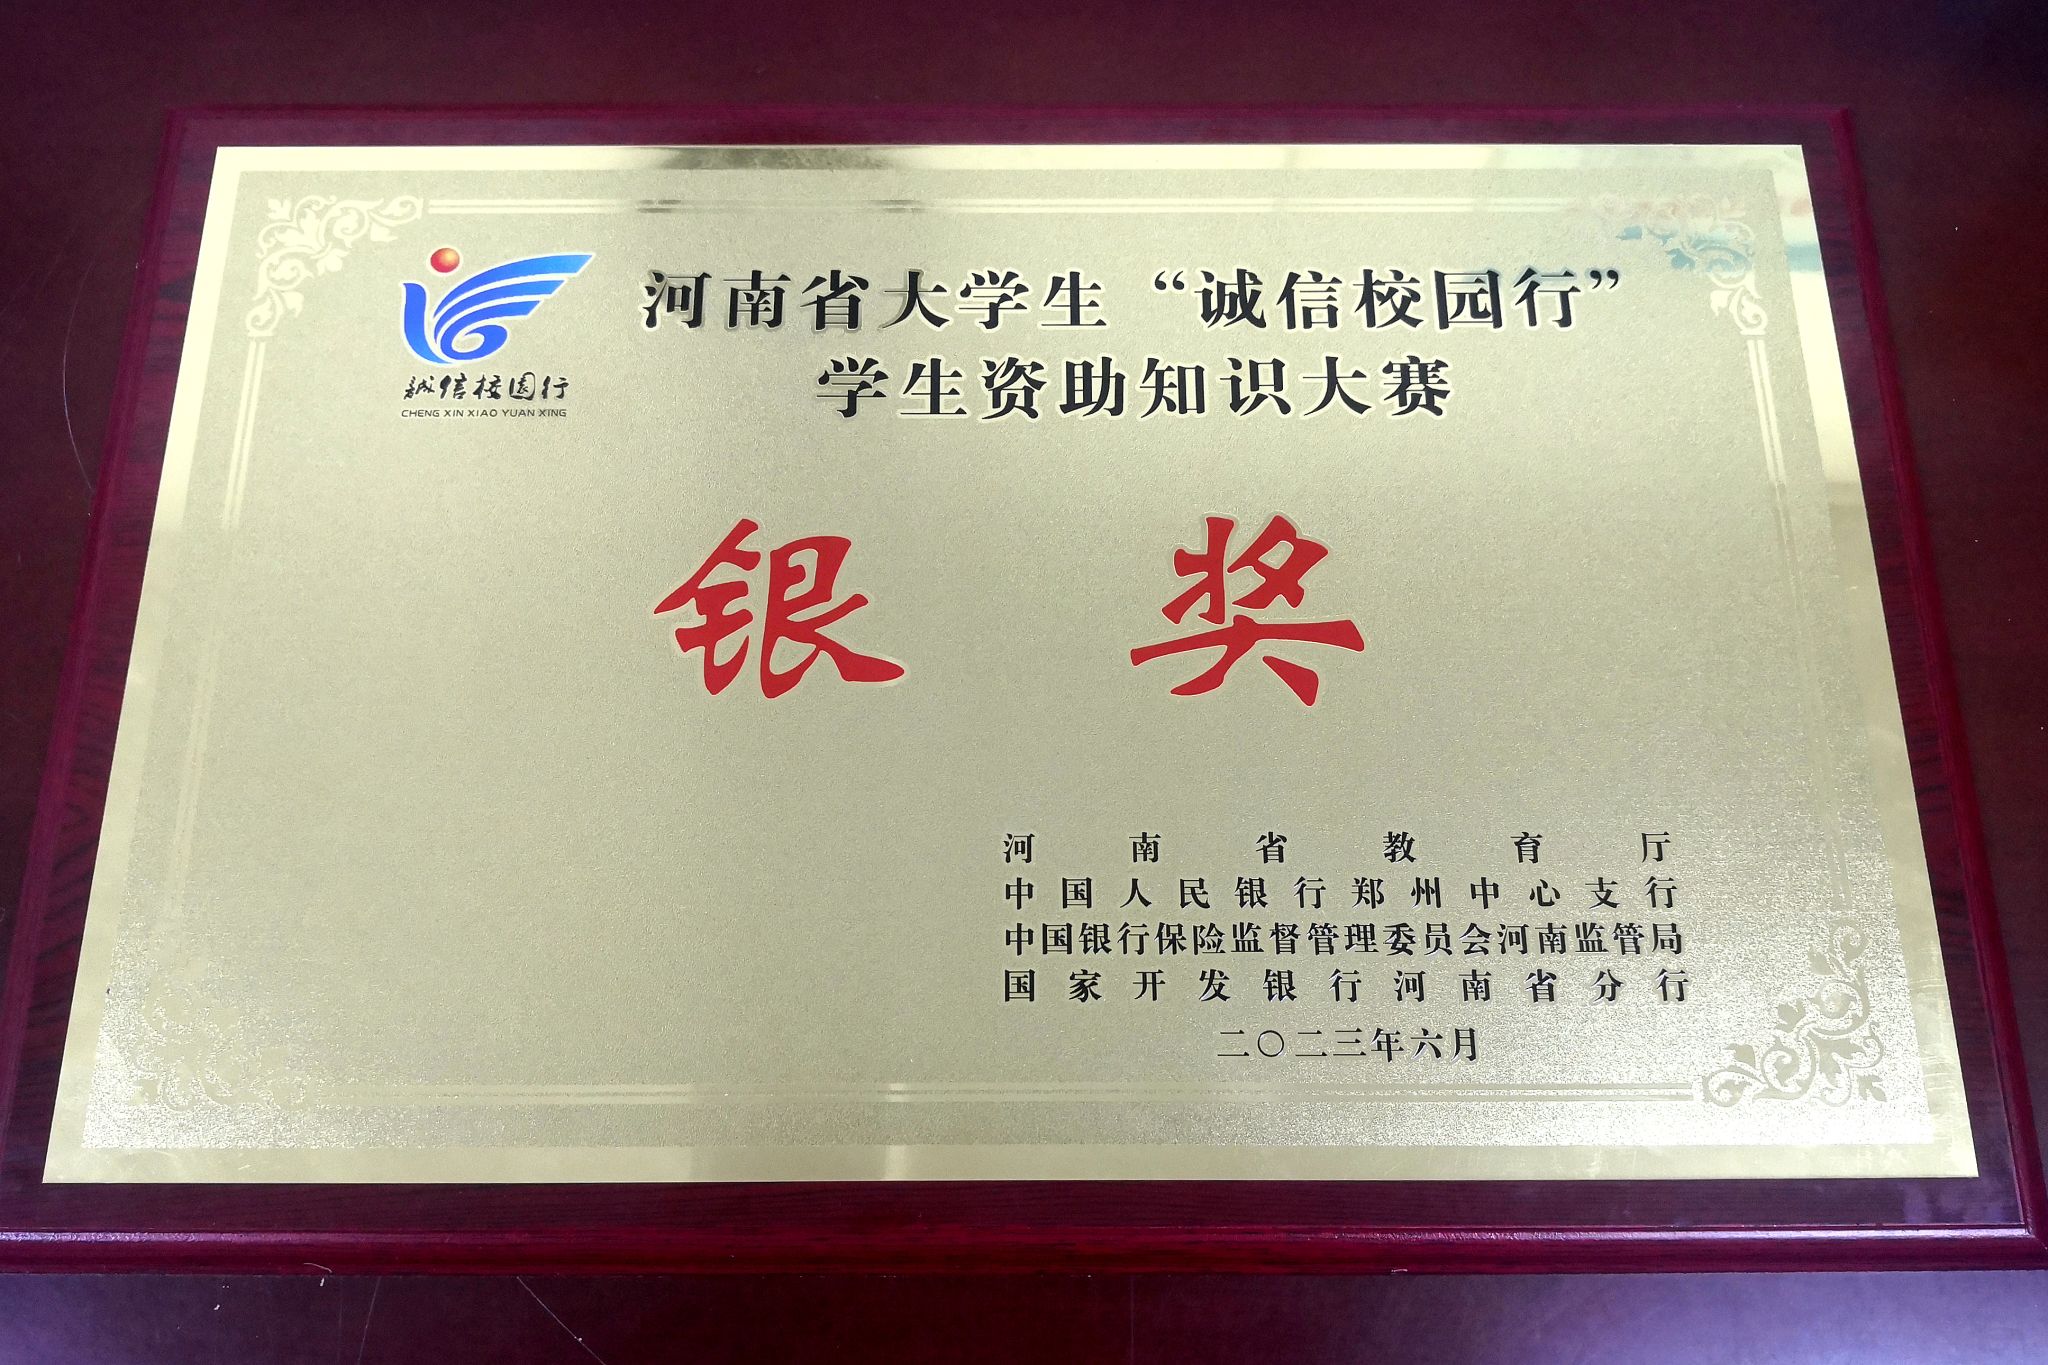 河南省大学生“诚信校园行”
学生资助知识大赛
誠信校園行
CHENG XIN XIAO YUAN XING
银奖
河南省教育厅
中国人民银行郑州中心支行
中国银行保险监督管理委员会河南监管局
国家开发银行河南省分行
二〇二三年六月